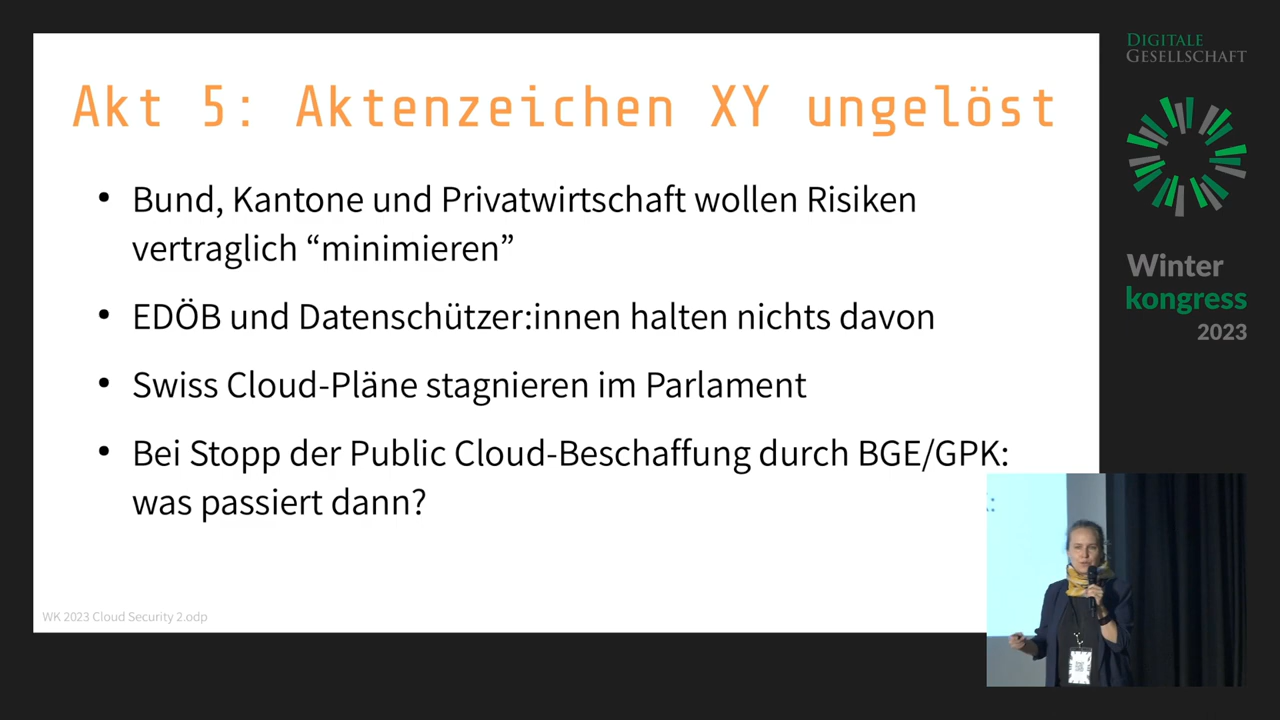 Akt 5: Aktenzeichen XY ungelöst
• Bund, Kantone und Privatwirtschaft wollen Risiken
vertraglich “minimieren”
• EDÖB und Datenschützer:innen halten nichts davon
• Swiss Cloud-Pläne stagnieren im Parlament
• Bei Stopp der Public Cloud-Beschaffung durch BGE/GPK:
was passiert dann?
WK 2023 Cloud Security 2.odp
DIGITALE
GESELLSCHAFT
Winter
kongress
2023